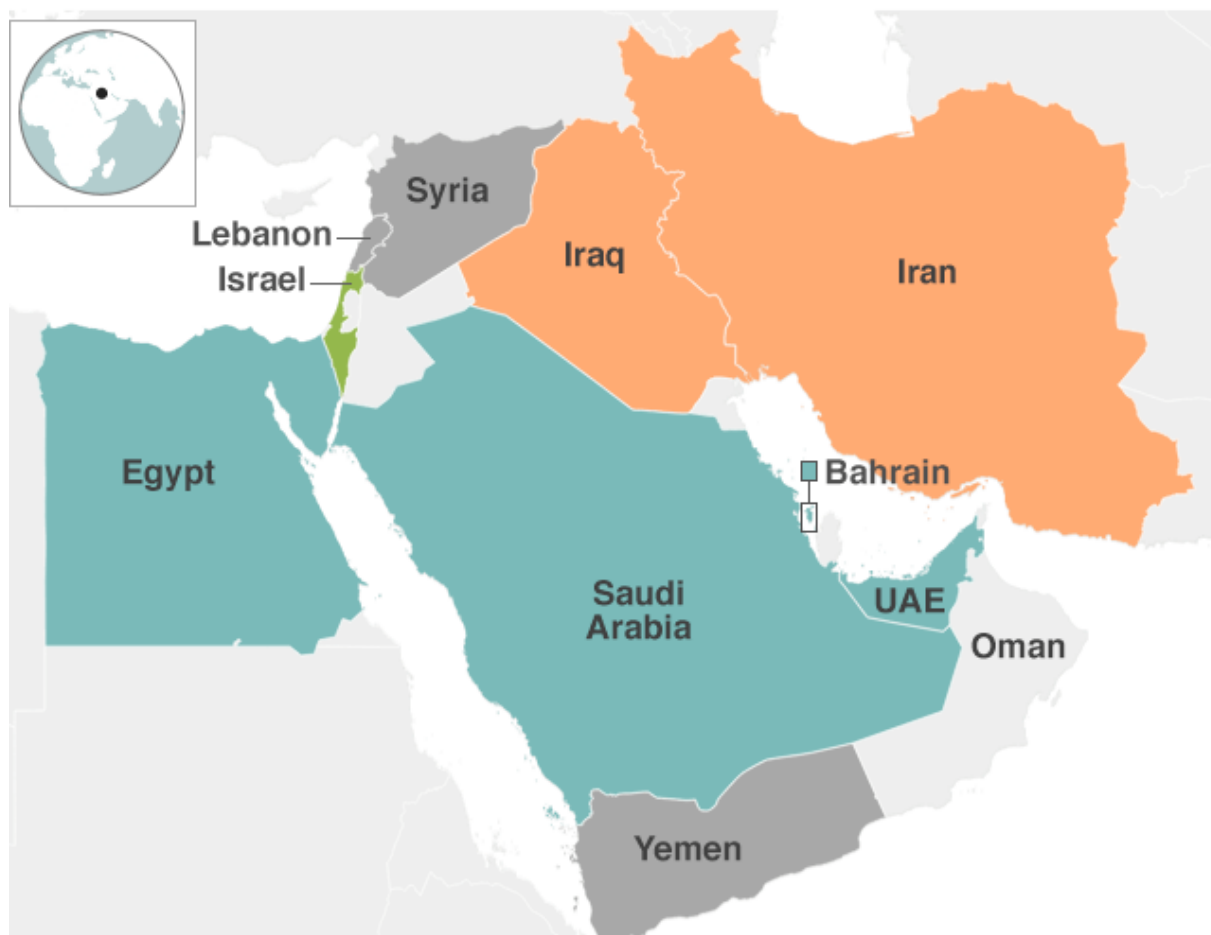 Syria
Lebanon
Israel
Iraq
Iran
Egypt
Bahrain
Saudi
Arabia
UAE
Oman
Yemen